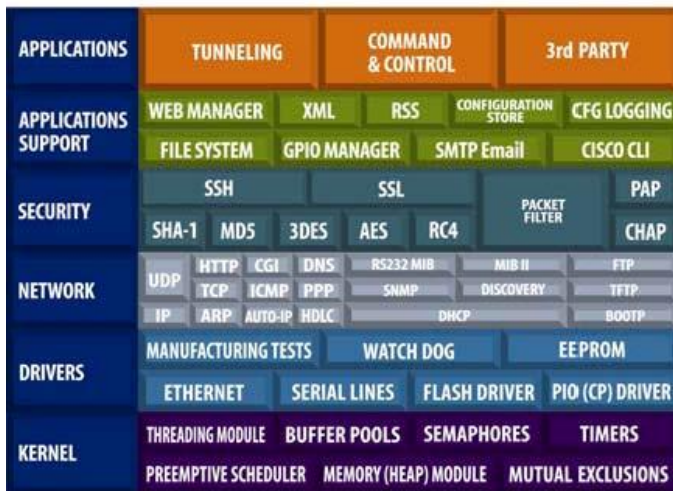 APPLICATIONS
TUNNELING
COMMAND
& CONTROL
3rd PARTY
APPLICATIONS
SUPPORT
WEB MANAGER
XML
RSS
CONFIGURATION
STORE
CFG LOGGING
FILE SYSTEM
GPIO MANAGER
SMTP Email
CISCO CLI
SECURITY
SSH
SSL
PACKET
FILTER
PAP
SHA-1
MD5
3DES
AES
RC4
CHAP
NETWORK
UDP
HTTP
CGI
DNS
RS232 MIB
MIB II
FTP
TCP
ICMP
PPP
SNMP
DISCOVERY
TFTP
IP
ARP
AUTO-IP
HDLC
DHCP
BOOTP
DRIVERS
MANUFACTURING TESTS
WATCH DOG
EEPROM
ETHERNET
SERIAL LINES
FLASH DRIVER
PIO (CP) DRIVER
KERNEL
THREADING MODULE
BUFFER POOLS
SEMAPHORES
TIMERS
PREEMPTIVE SCHEDULER
MEMORY (HEAP) MODULE
MUTUAL EXCLUSIONS